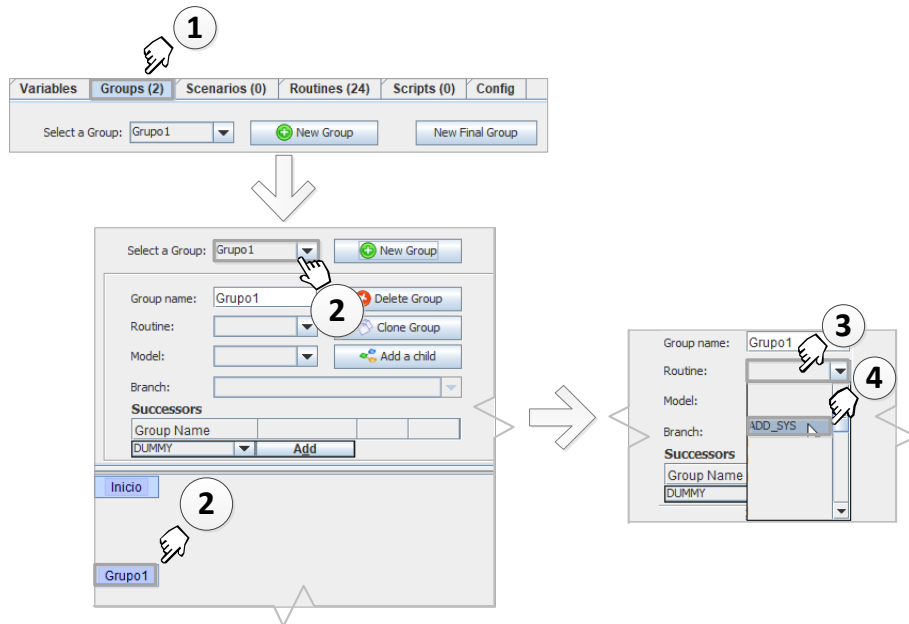 1
Variables Groups (2) Scenarios (0) Routines (24) Scripts (0) Config
Select a Group: Grupo1 New Group New Final Group
Select a Group: Grupo1 New Group
Group name: Grupo1 Delete Group
2
Routine: Clone Group
Model: Add a child
Branch:
Successors
Group Name
DUMMY Add
Inicio
2
Grupo1
3
Group name: Grupo1
Routine:
4
Model:
ADD_SYS
Branch:
Successors
Group Name
DUMMY